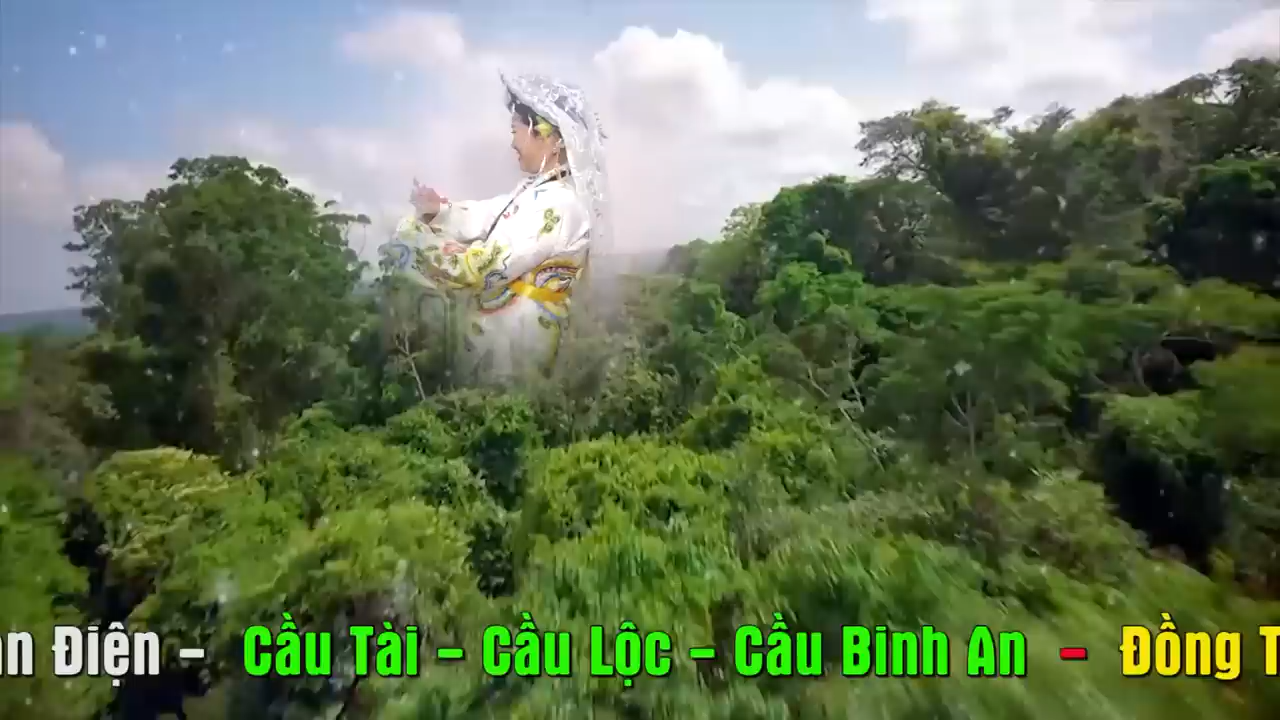 Điện – Cầu Tài – Cầu Lộc – Cầu Bình An – Đồng